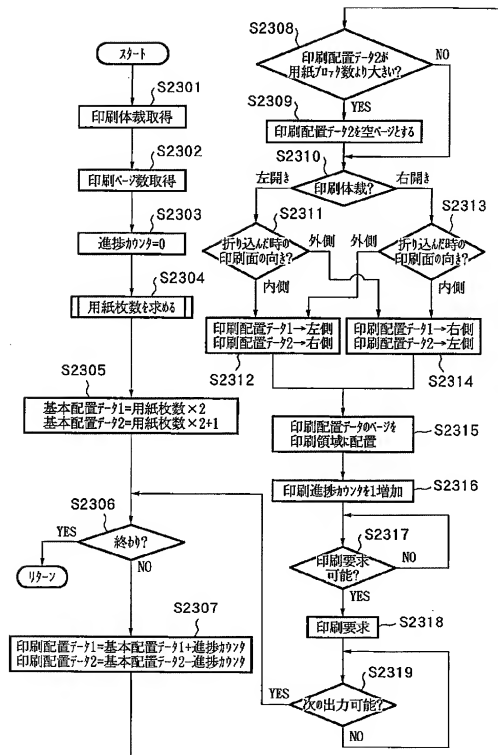 スタート
S2301
印刷体裁取得
S2302
印刷ページ数取得
S2303
進捗カウンタ=0
S2304
用紙枚数を求める
S2305
基本配置データ1=用紙枚数×2
基本配置データ2=用紙枚数×2+1
S2306
YES
終わり?
リターン
NO
S2307
印刷配置データ1=基本配置データ1+進捗カウンタ
印刷配置データ2=基本配置データ2-進捗カウンタ
S2308
印刷配置データ2が
用紙ブロック数より大きい?
NO
YES
S2309
印刷配置データ2を空ページとする
S2310
左開き
印刷体裁?
右開き
S2311
折り込んだ時の
印刷面の向き?
外側
内側
S2313
外側
折り込んだ時の
印刷面の向き?
内側
印刷配置データ1→左側
印刷配置データ2→右側
S2312
印刷配置データ1→右側
印刷配置データ2→左側
S2314
印刷配置データのページを
印刷領域に配置
S2315
印刷進捗カウンタを1増加
S2316
S2317
印刷要求
可能?
NO
YES
印刷要求
S2318
S2319
YES
次の出力可能?
NO